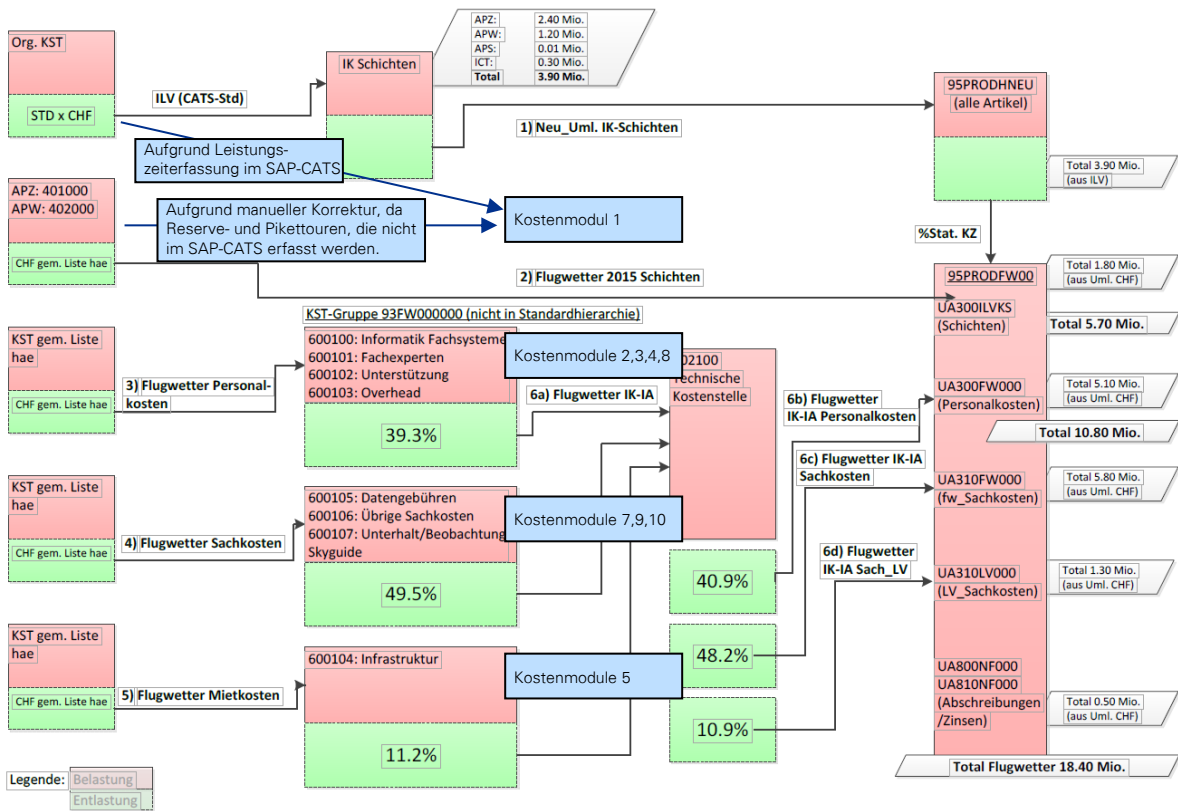 Org. KST
STD x CHF
ILV (CATS-Std)
IK Schichten
APZ: 2.40 Mio.
APW: 1.20 Mio.
APS: 0.01 Mio.
ICT: 0.30 Mio.
Total 3.90 Mio.
1) Neu_Uml. IK-Schichten
95PRODHNEU
(alle Artikel)
Total 3.90 Mio.
(aus ILV)
Aufgrund Leistungs-
zeiterfassung im SAP-CATS
APZ: 401000
APW: 402000
CHF gem. Liste hae
Aufgrund manueller Korrektur, da
Reserve- und Pikettouren, die nicht
im SAP-CATS erfasst werden.
Kostenmodul 1
%Stat. KZ
2) Flugwetter 2015 Schichten
95PRODFW00
Total 1.80 Mio.
(aus Uml. CHF)
UA300ILVKS
(Schichten)
Total 5.70 Mio.
KST-Gruppe 93FW000000 (nicht in Standardhierarchie)
KST gem. Liste
hae
CHF gem. Liste hae
3) Flugwetter Personal-
kosten
600100: Informatik Fachsysteme
600101: Fachexperten
600102: Unterstützung
600103: Overhead
39.3%
Kostenmodule 2,3,4,8
6a) Flugwetter IK-IA
02100
Technische
Kostenstelle
6b) Flugwetter
IK-IA Personalkosten
UA300FW000
(Personalkosten)
Total 5.10 Mio.
(aus Uml. CHF)
Total 10.80 Mio.
KST gem. Liste
hae
CHF gem. Liste hae
4) Flugwetter Sachkosten
600105: Datengebühren
600106: Übrige Sachkosten
600107: Unterhalt/Beobachtung
Skyguide
49.5%
Kostenmodule 7,9,10
6c) Flugwetter IK-IA
Sachkosten
UA310FW000
(fw_Sachkosten)
Total 5.80 Mio.
(aus Uml. CHF)
40.9%
6d) Flugwetter
IK-IA Sach_LV
UA310LV000
(LV_Sachkosten)
Total 1.30 Mio.
(aus Uml. CHF)
KST gem. Liste
hae
CHF gem. Liste hae
5) Flugwetter Mietkosten
600104: Infrastruktur
11.2%
Kostenmodule 5
48.2%
10.9%
UA800NF000
UA810NF000
(Abschreibungen
/Zinsen)
Total 0.50 Mio.
(aus Uml. CHF)
Total Flugwetter 18.40 Mio.
Legende: Belastung
Entlastung